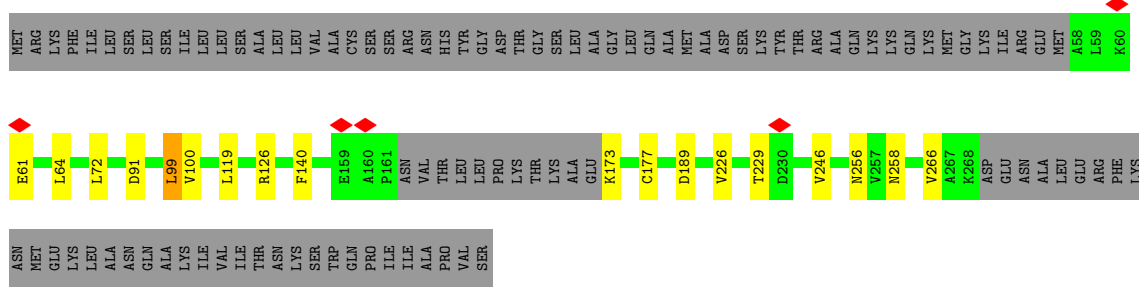 MET ARG LYS PHE ILE LEU SER LEU SER ILE LEU LEU SER ALA LEU LEU VAL ALA CYS SER SER ARG ASN HIS TYR GLY ASP THR GLY SER LEU ALA GLY LEU GLN ALA MET ALA ASP SER LYS TYR THR ARG ALA GLN LYS LYS GLN LYS MET GLY LYS ILE ARG GLU MET A58 L59 K60
E61 L64 L72 D91 L99 V100 L119 R126 F140 E159 A160 P161 ASN VAL THR LEU LEU PRO LYS THR LYS ALA GLU K173 C177 D189 V226 T229 D230 V246 N256 V257 N258 V266 A267 K268 ASP GLU ASN ALA LEU GLU ARG PHE LYS
ASN MET GLU LYS LEU ALA ASN GLN ALA LYS ILE VAL ILE THR ASN LYS SER TRP GLN PRO ILE ILE ALA PRO VAL SER